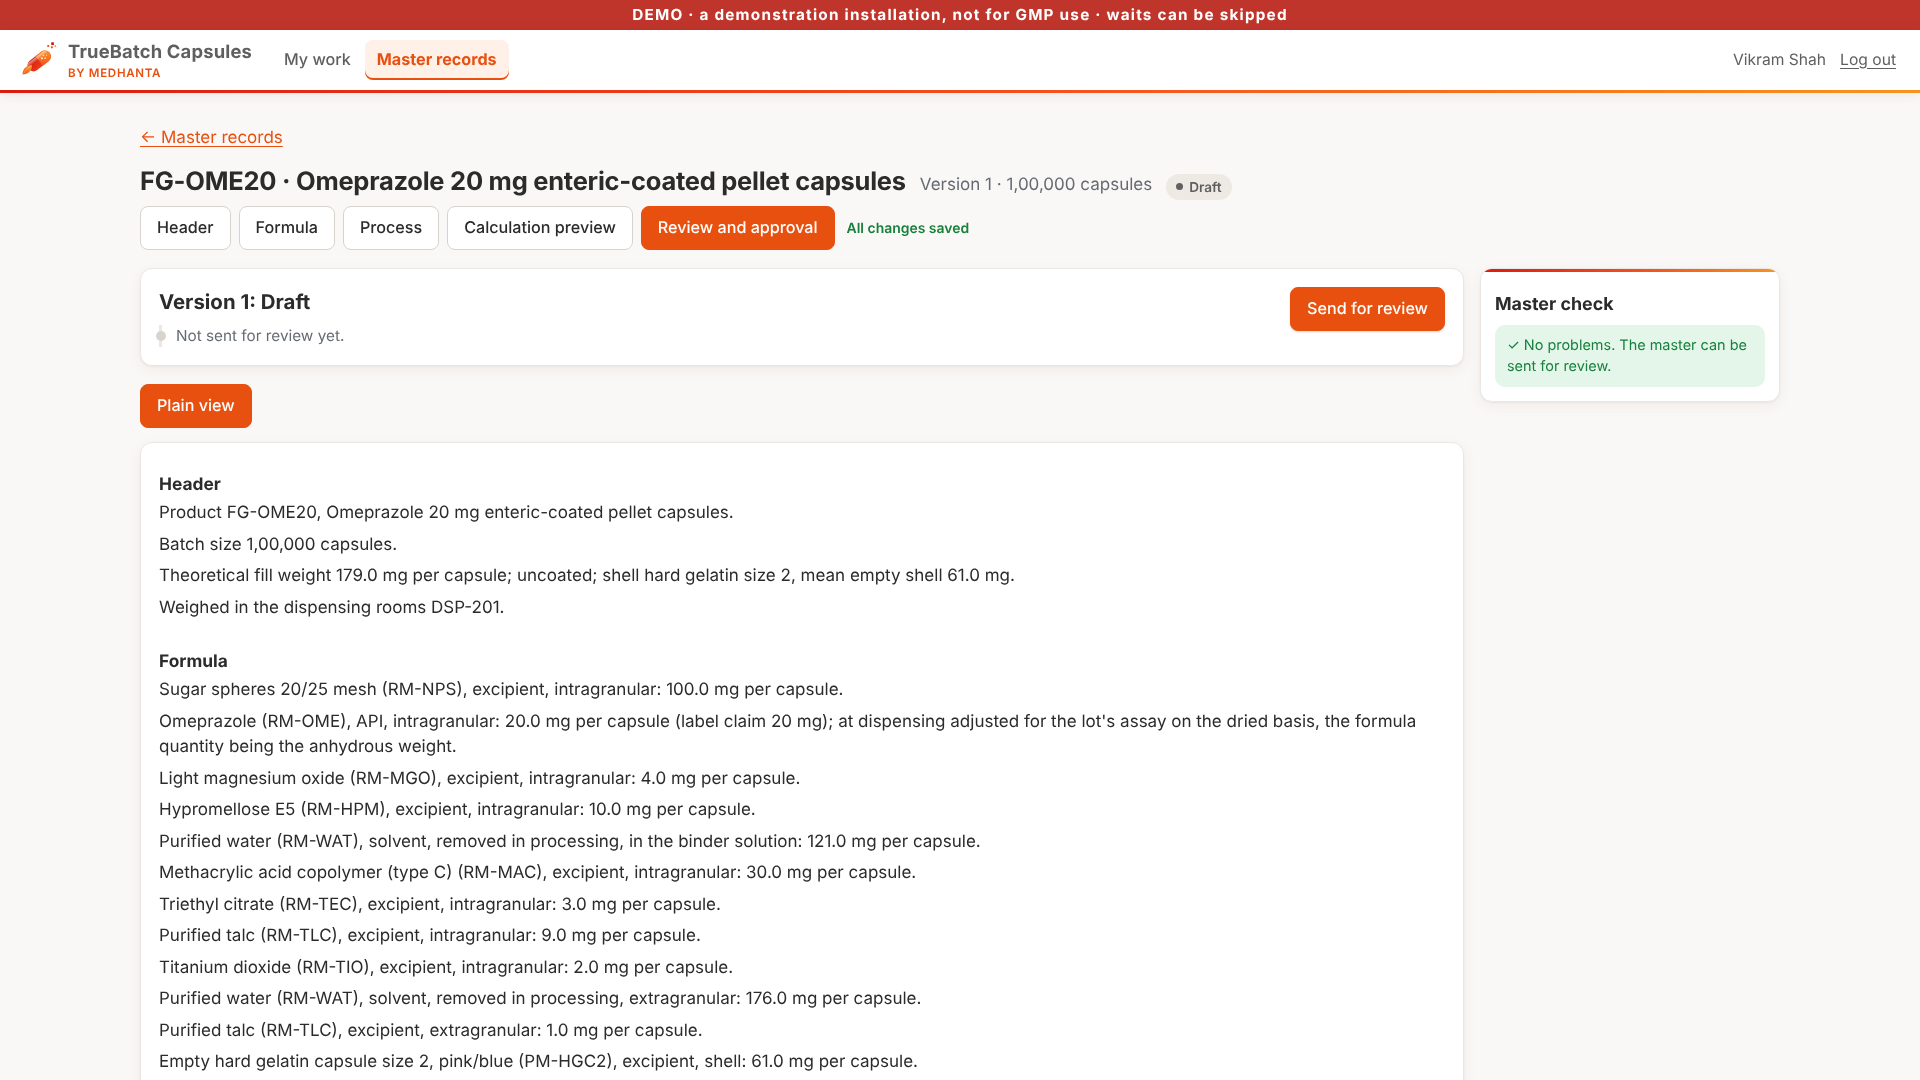 DEMO · a demonstration installation, not for GMP use · waits can be skipped
TrueBatch Capsules
BY MEDHANTA
My work
Master records
Vikram Shah
Log out
← Master records
FG-OME20 · Omeprazole 20 mg enteric-coated pellet capsules Version 1 · 1,00,000 capsules Draft
Header
Formula
Process
Calculation preview
Review and approval
All changes saved
Version 1: Draft
Not sent for review yet.
Send for review
Master check
✓ No problems. The master can be
sent for review.
Plain view
Header
Product FG-OME20, Omeprazole 20 mg enteric-coated pellet capsules.
Batch size 1,00,000 capsules.
Theoretical fill weight 179.0 mg per capsule; uncoated; shell hard gelatin size 2, mean empty shell 61.0 mg.
Weighed in the dispensing rooms DSP-201.
Formula
Sugar spheres 20/25 mesh (RM-NPS), excipient, intragranular: 100.0 mg per capsule.
Omeprazole (RM-OME), API, intragranular: 20.0 mg per capsule (label claim 20 mg); at dispensing adjusted for the lot's assay on the dried basis, the formula
quantity being the anhydrous weight.
Light magnesium oxide (RM-MGO), excipient, intragranular: 4.0 mg per capsule.
Hypromellose E5 (RM-HPM), excipient, intragranular: 10.0 mg per capsule.
Purified water (RM-WAT), solvent, removed in processing, in the binder solution: 121.0 mg per capsule.
Methacrylic acid copolymer (type C) (RM-MAC), excipient, intragranular: 30.0 mg per capsule.
Triethyl citrate (RM-TEC), excipient, intragranular: 3.0 mg per capsule.
Purified talc (RM-TLC), excipient, intragranular: 9.0 mg per capsule.
Titanium dioxide (RM-TIO), excipient, intragranular: 2.0 mg per capsule.
Purified water (RM-WAT), solvent, removed in processing, extragranular: 176.0 mg per capsule.
Purified talc (RM-TLC), excipient, extragranular: 1.0 mg per capsule.
Empty hard gelatin capsule size 2, pink/blue (PM-HGC2), excipient, shell: 61.0 mg per capsule.